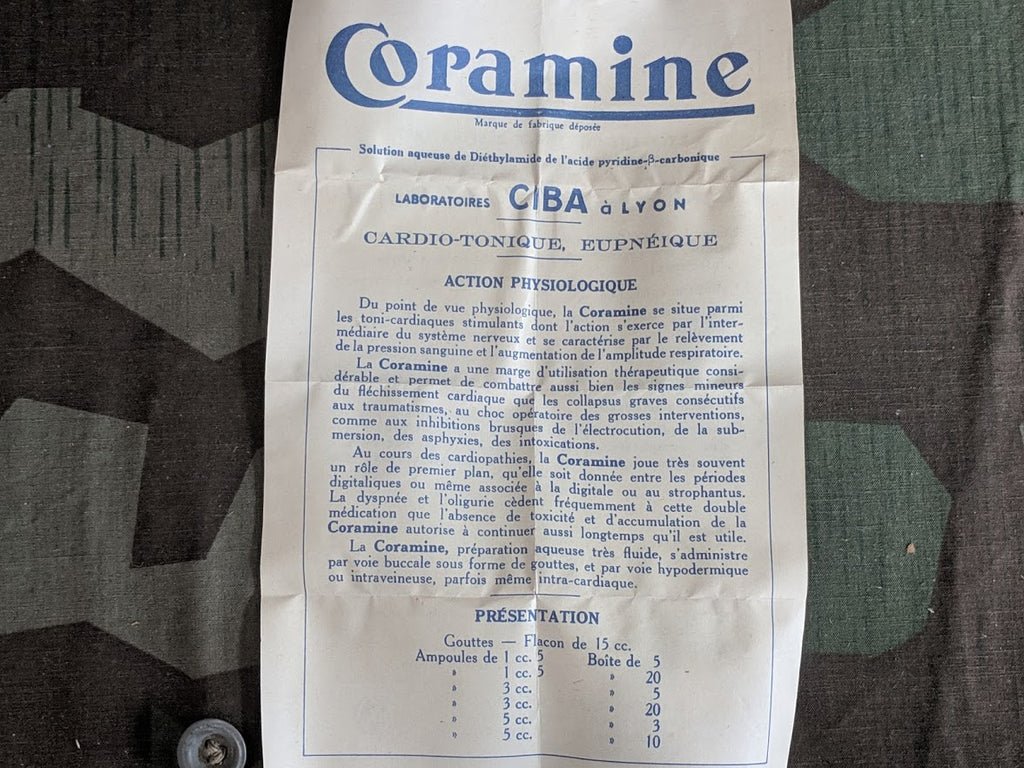 Coramine
Marque de fabrique déposée
Solution aqueuse de Diéthylamide de l'acide pyridine-β-carbonique
LABORATOIRES CIBA à LYON
CARDIO-TONIQUE, EUPNÉIQUE
ACTION PHYSIOLOGIQUE
Du point de vue physiologique, la Coramine se situe parmi
les toni-cardiaques stimulants dont l'action s'exerce par l'inter-
médiaire du système nerveux et se caractérise par le relèvement
de la pression sanguine et l'augmentation de l'amplitude respiratoire.
La Coramine a une marge d'utilisation thérapeutique consi-
dérable et permet de combattre aussi bien les signes mineurs
du fléchissement cardiaque que les collapsus graves consécutifs
aux traumatismes, au choc opératoire des grosses interventions,
comme aux inhibitions brusques de l'électrocution, de la sub-
mersion, des asphyxies, des intoxications.
Au cours des cardiopathies, la Coramine joue très souvent
un rôle de premier plan, qu'elle soit donnée entre les périodes
digitaliques ou même associée à la digitale ou au strophantus.
La dyspnée et l'oligurie cèdent fréquemment à cette double
médication que l'absence de toxicité et d'accumulation de la
Coramine autorise à continuer aussi longtemps qu'il est utile.
La Coramine, préparation aqueuse très fluide, s'administre
par voie buccale sous forme de gouttes, et par voie hypodermique
ou intraveineuse, parfois même intra-cardiaque.
PRÉSENTATION
Gouttes — Flacon de 15 cc.
Ampoules de 1 cc. 5 Boîte de 5
» 1 cc. 5 » 20
» 3 cc. » 5
» 3 cc. » 20
» 5 cc. » 3
» 5 cc. » 10